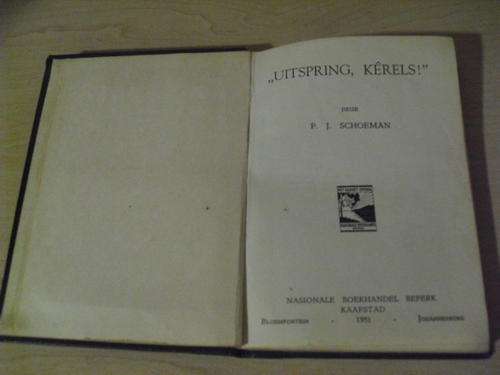 „UITSPRING, KÊRELS!”
DEUR
P. J. SCHOEMAN
NASIONALE BOEKHANDEL BEPERK
KAAPSTAD
BLOEMFONTEIN - 1951 - JOHANNESBURG